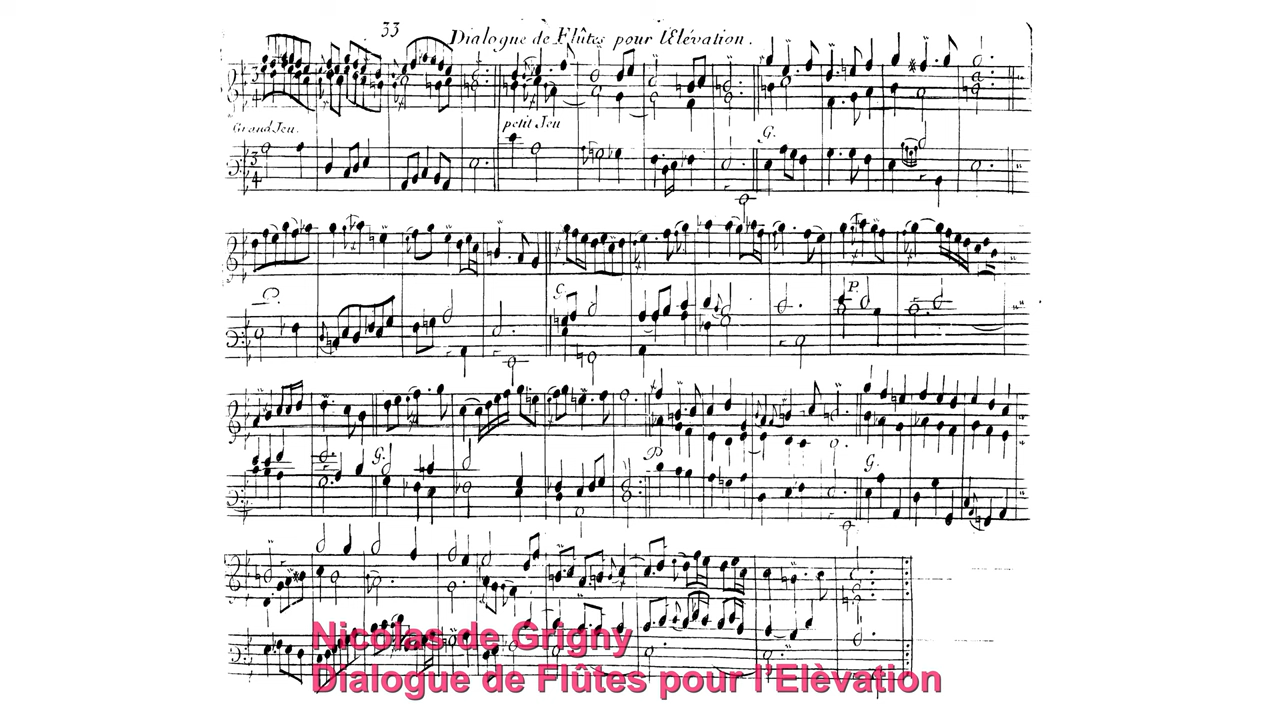 33
Dialogue de Flûtes pour l'Elévation.
Grand Jeu.
petit Jeu
G.
P.
G.
P.
G.
P
G.
Nicolas de Grigny
Dialogue de Flûtes pour l'Elèvation